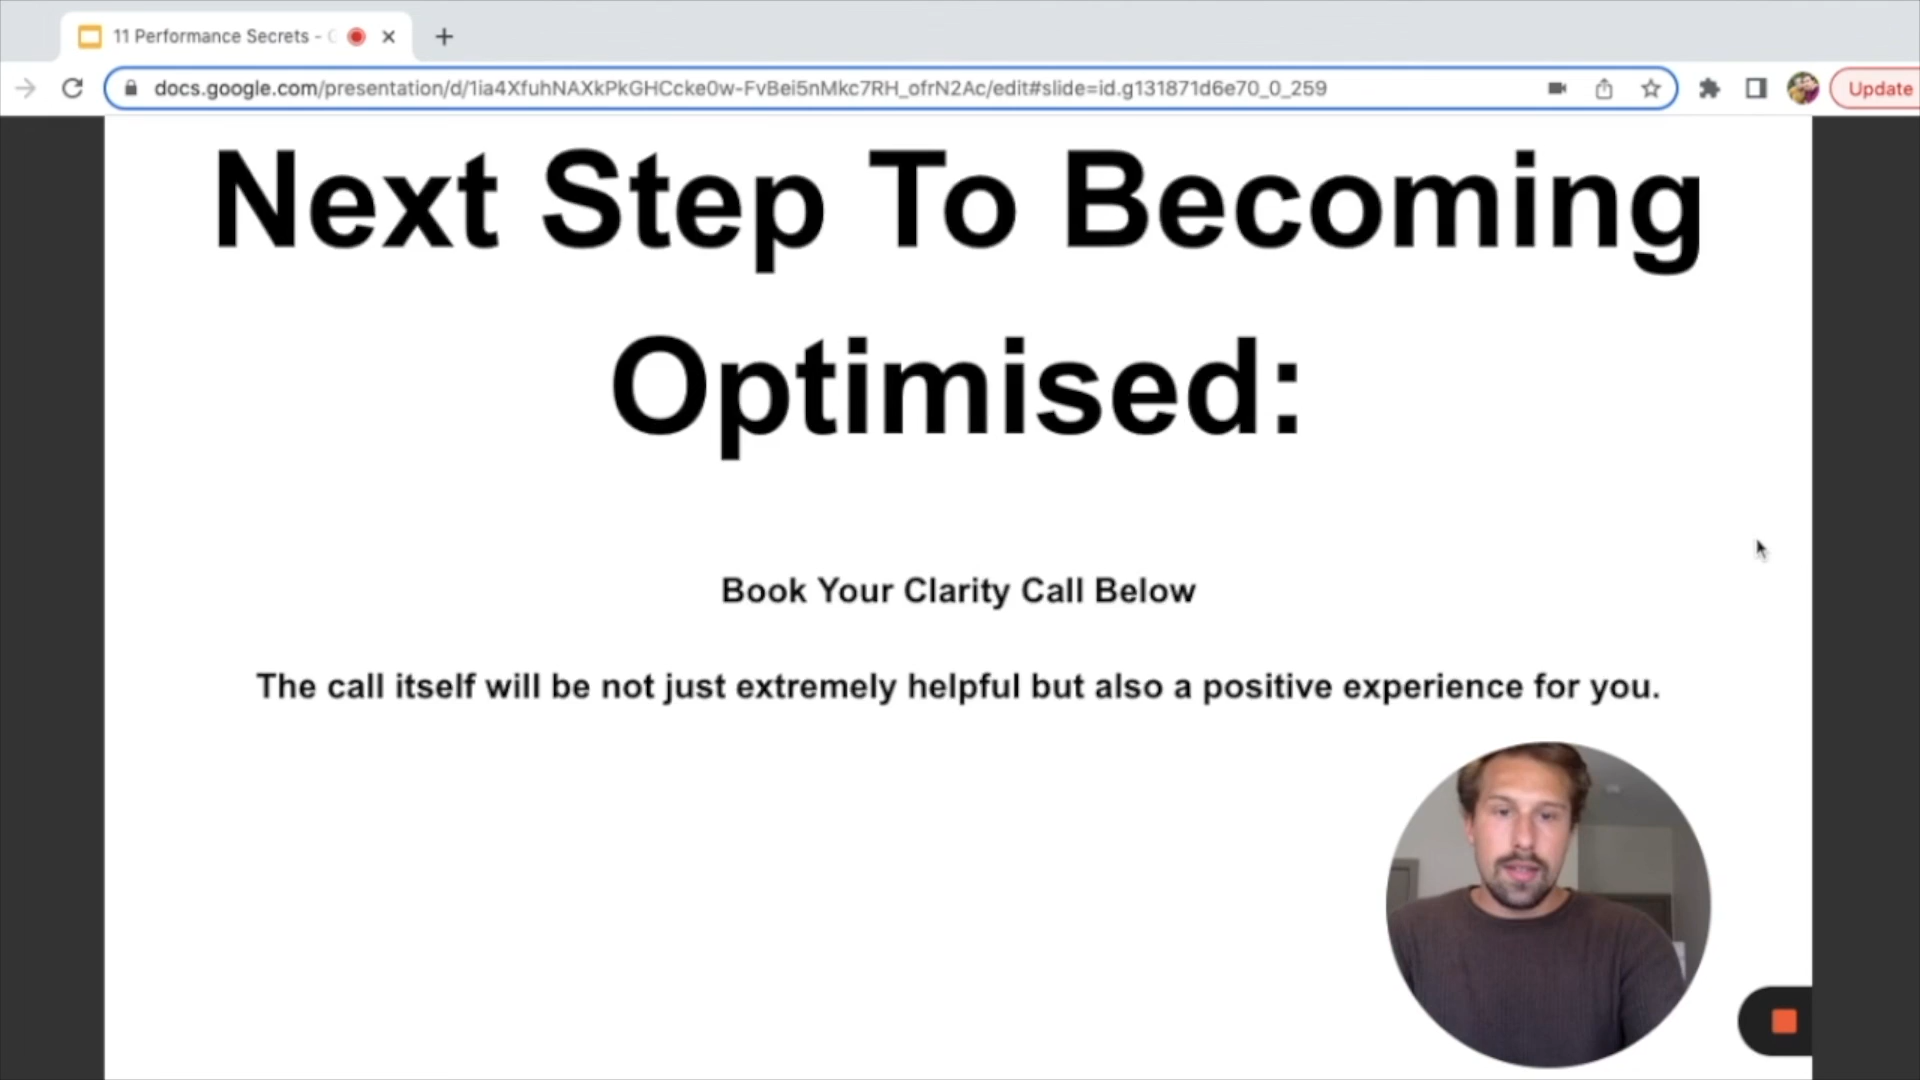 11 Performance Secrets -
docs.google.com/presentation/d/1ia4XfuhNAXkPkGHCcke0w-FvBei5nMkc7RH_ofrN2Ac/edit#slide=id.g131871d6e70_0_259
Update
Next Step To Becoming
Optimised:
Book Your Clarity Call Below
The call itself will be not just extremely helpful but also a positive experience for you.